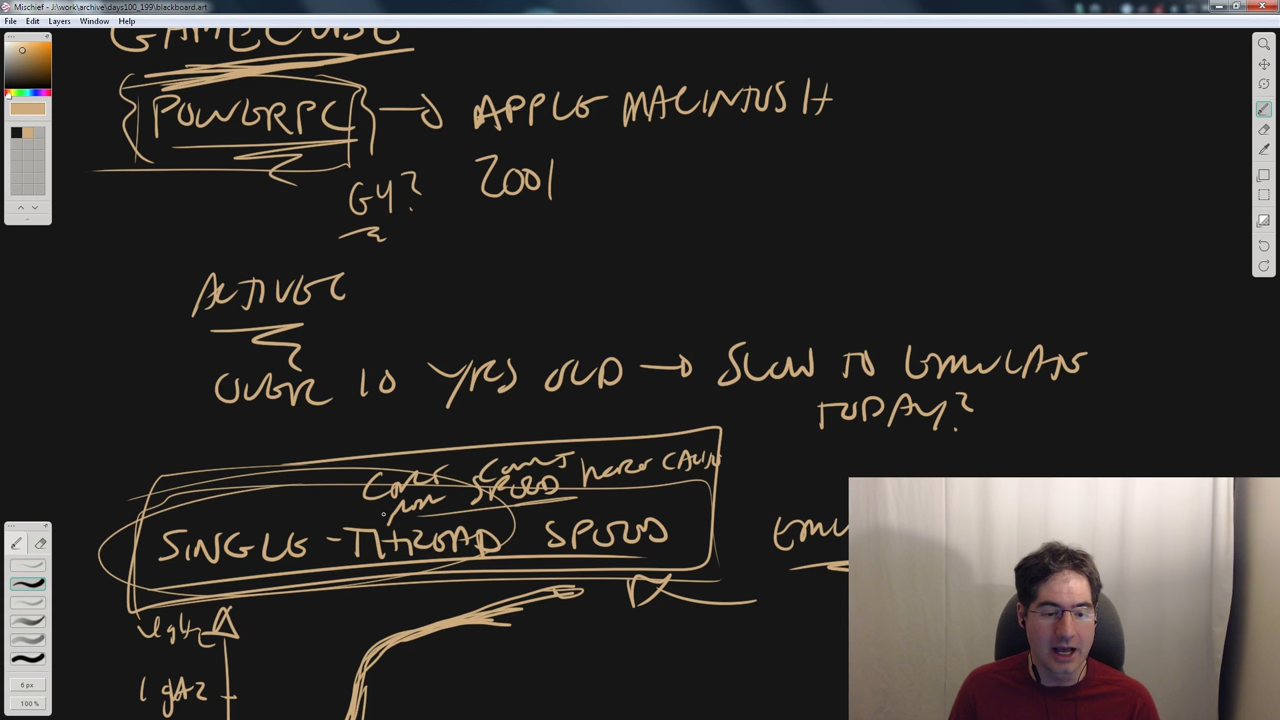 Mischief - J:\work\archive\days100_199\blackboard.art
File Edit Layers Window Help
GAMECUBE
POWERPC → APPLE MACINTOSH
G4? 2001
ACTIVE
OVER 10 YRS OLD → SLOW TO EMULATE
TODAY?
SINGLE-THREAD SPEED
SPEED
1 GHZ
6 px
100 %